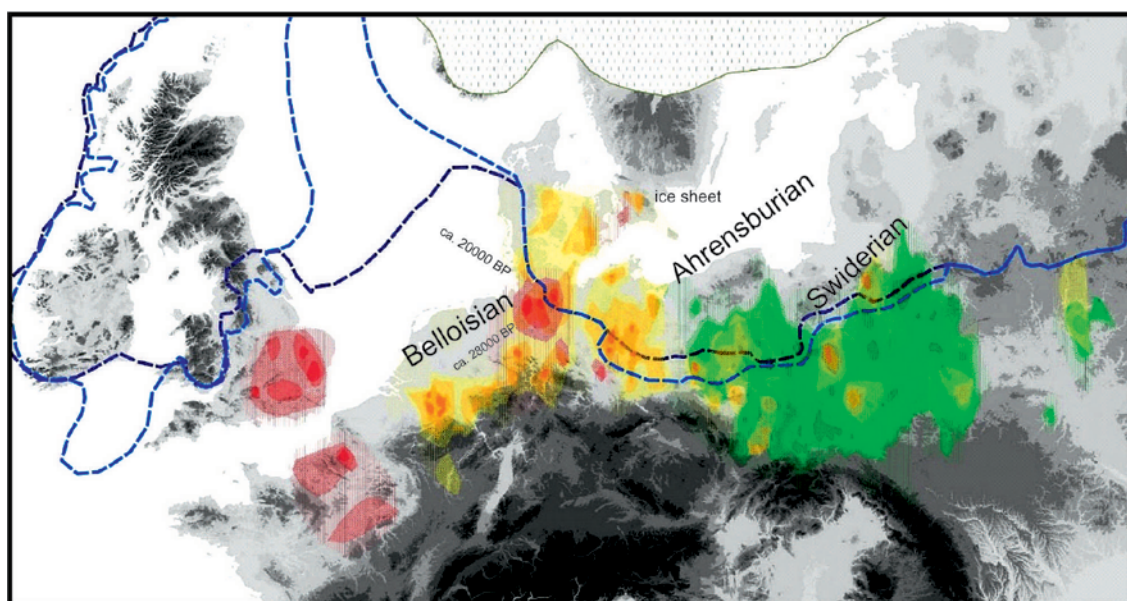 ice sheet
ca. 20000 BP
Ahrensburian
Swiderian
Belloisian
ca. 28000 BP